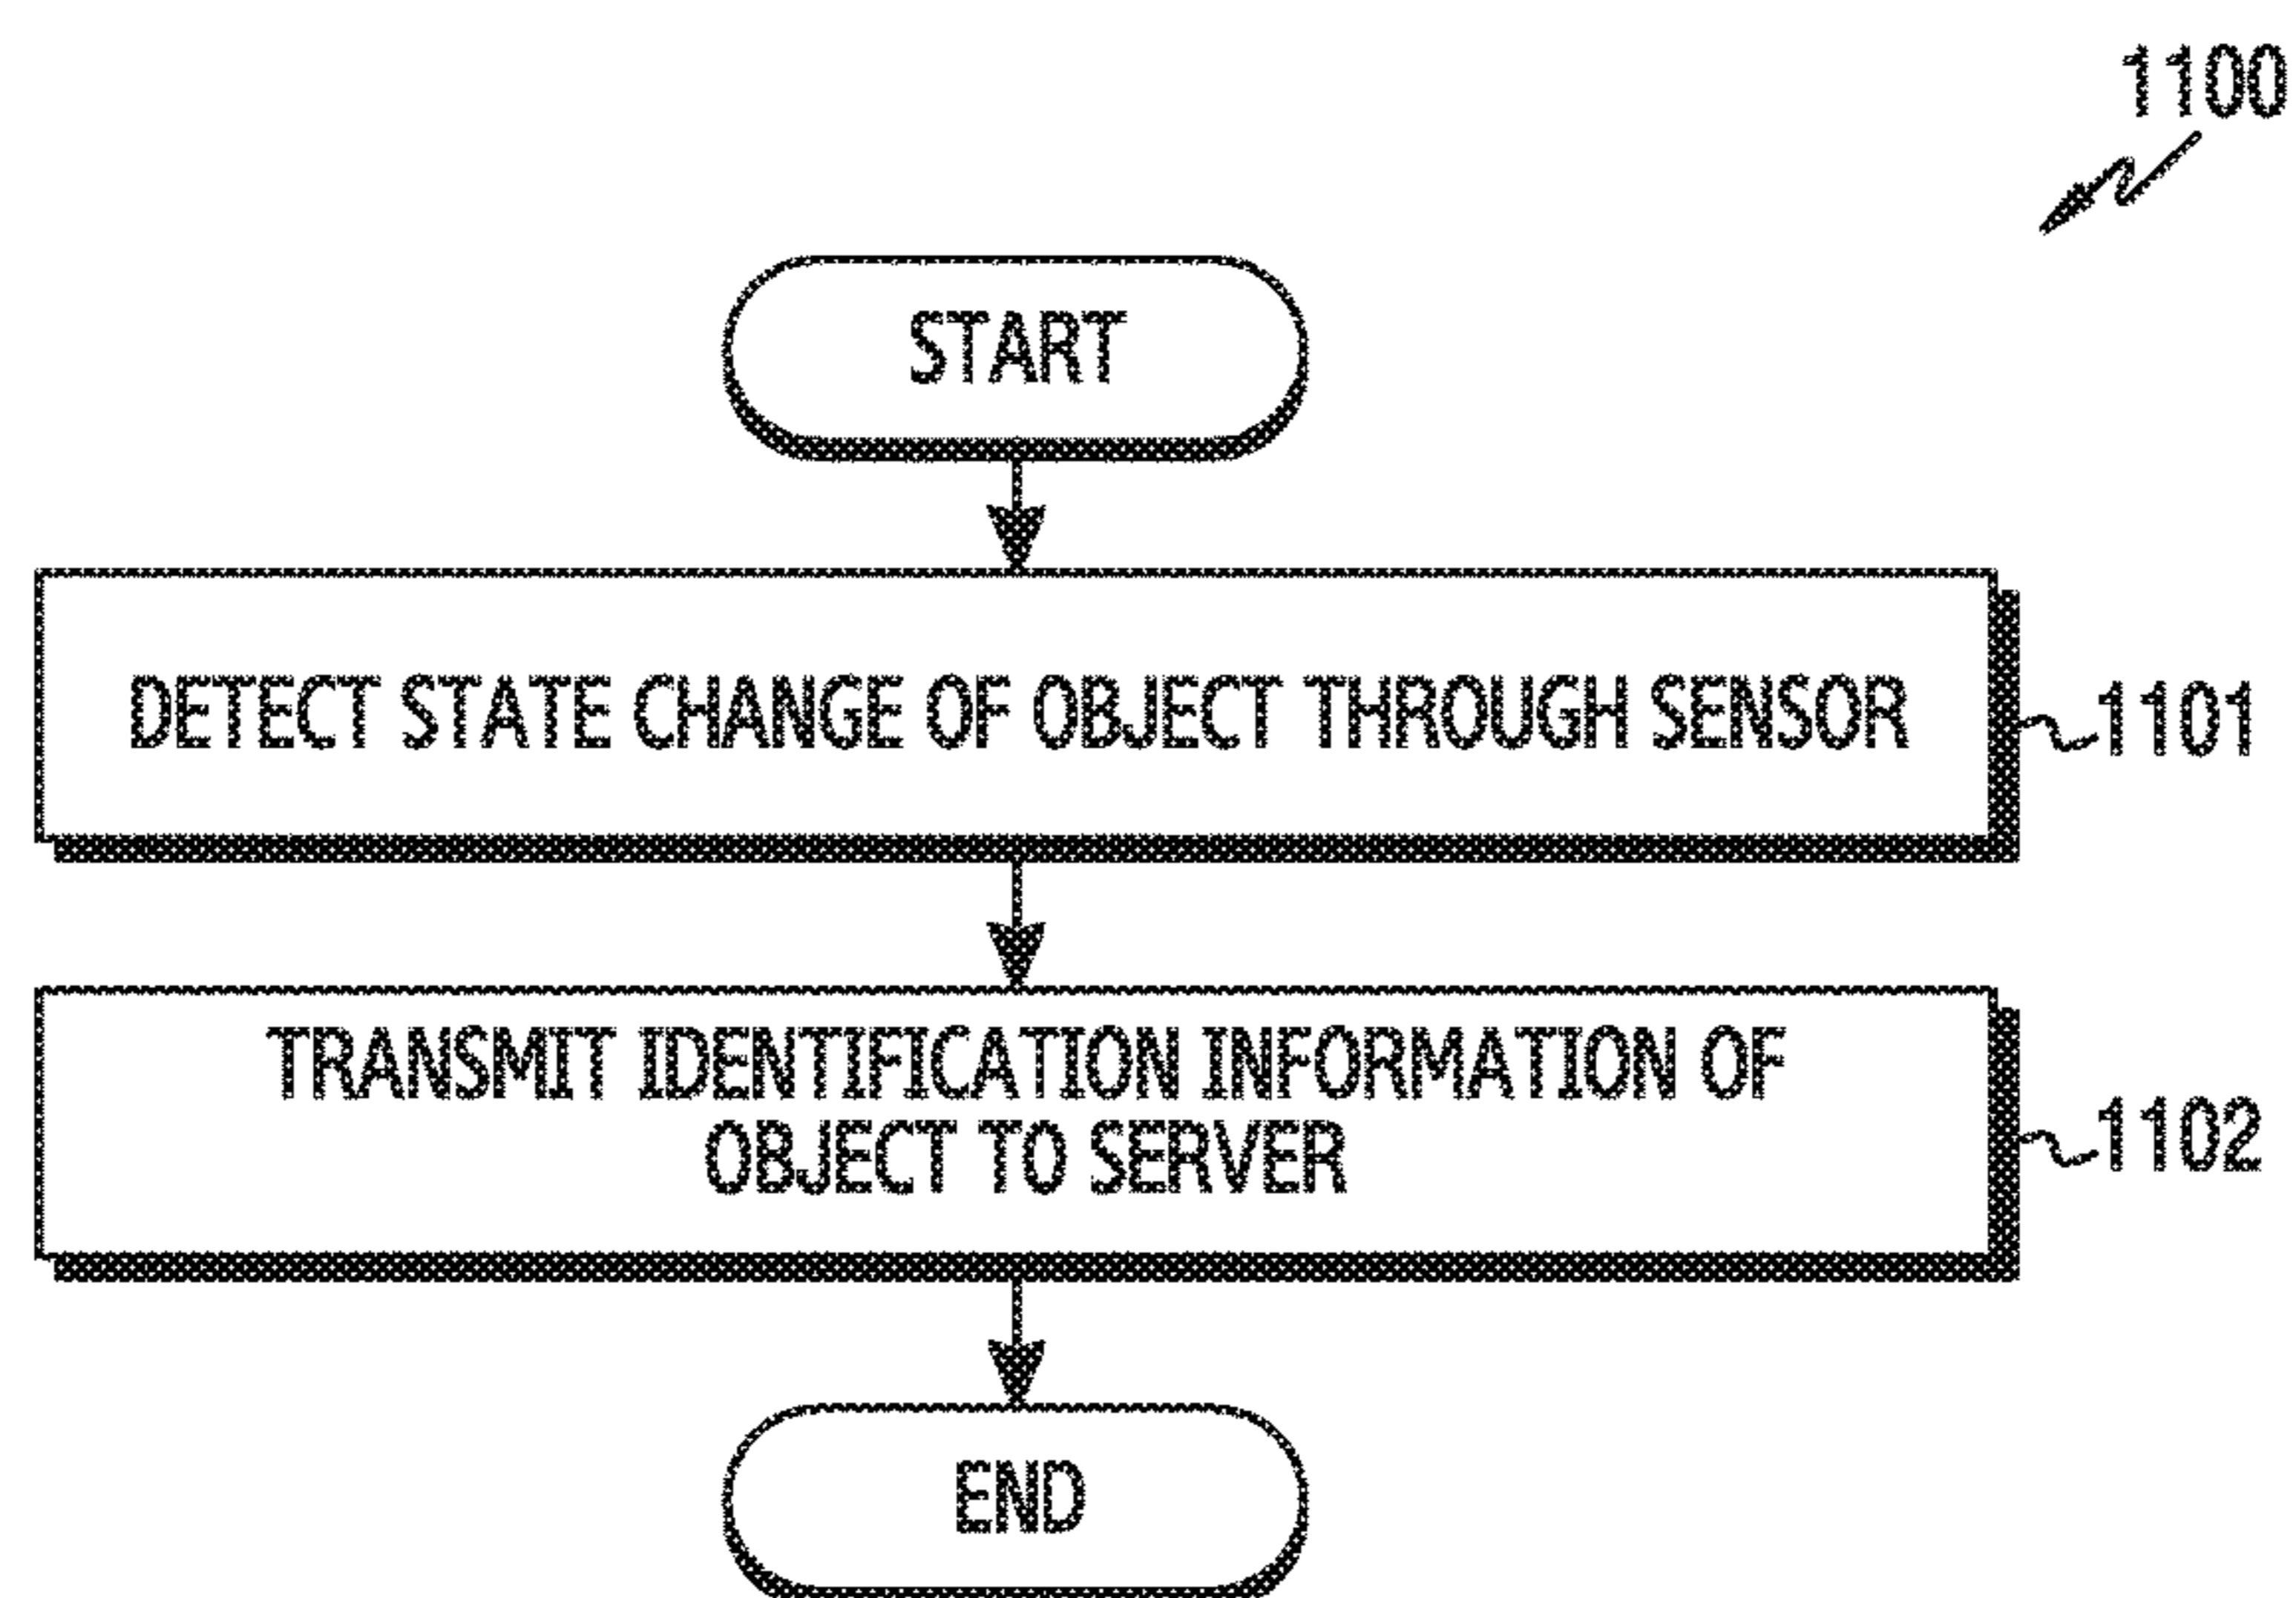 1100
START
DETECT STATE CHANGE OF OBJECT THROUGH SENSOR
1101
TRANSMIT IDENTIFICATION INFORMATION OF
OBJECT TO SERVER
1102
END